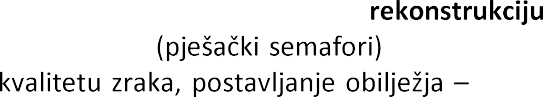 rekonstrukciju
(pješački semafori)
kvalitetu zraka, postavljanje obilježja –